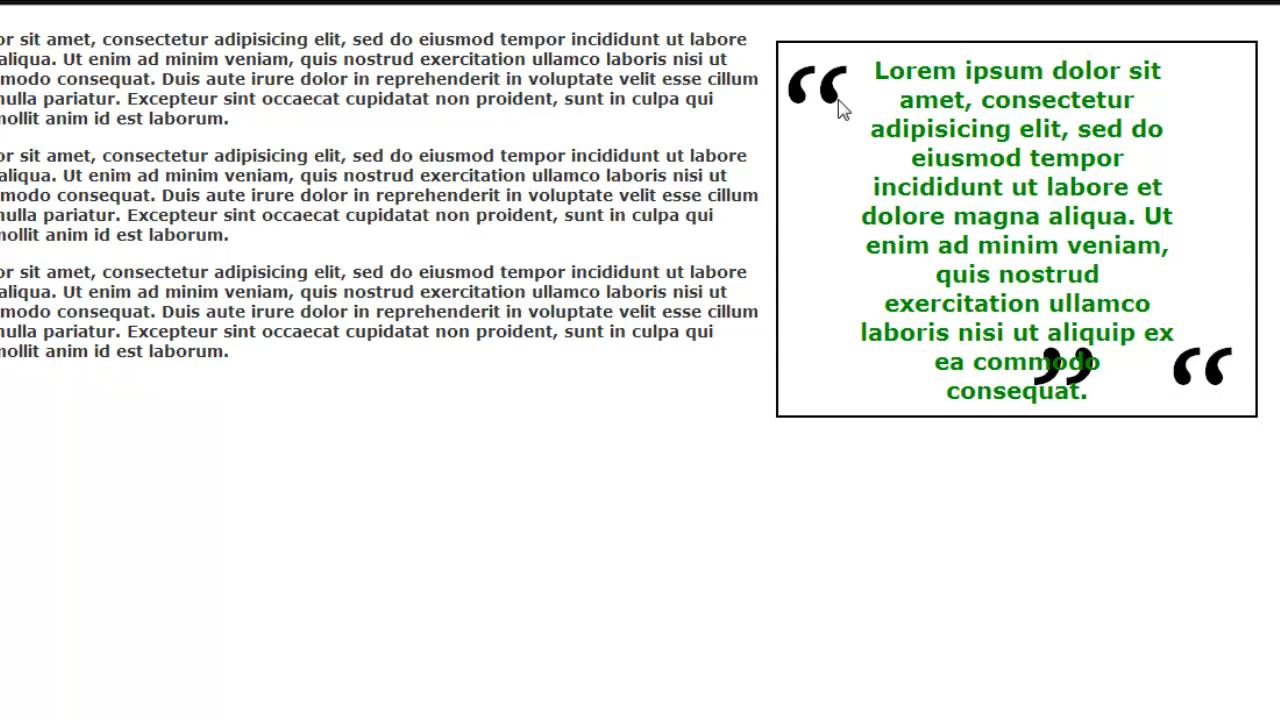 or sit amet, consectetur adipisicing elit, sed do eiusmod tempor incididunt ut labore
aliqua. Ut enim ad minim veniam, quis nostrud exercitation ullamco laboris nisi ut
modo consequat. Duis aute irure dolor in reprehenderit in voluptate velit esse cillum
nulla pariatur. Excepteur sint occaecat cupidatat non proident, sunt in culpa qui
mollit anim id est laborum.
or sit amet, consectetur adipisicing elit, sed do eiusmod tempor incididunt ut labore
aliqua. Ut enim ad minim veniam, quis nostrud exercitation ullamco laboris nisi ut
modo consequat. Duis aute irure dolor in reprehenderit in voluptate velit esse cillum
nulla pariatur. Excepteur sint occaecat cupidatat non proident, sunt in culpa qui
mollit anim id est laborum.
or sit amet, consectetur adipisicing elit, sed do eiusmod tempor incididunt ut labore
aliqua. Ut enim ad minim veniam, quis nostrud exercitation ullamco laboris nisi ut
modo consequat. Duis aute irure dolor in reprehenderit in voluptate velit esse cillum
nulla pariatur. Excepteur sint occaecat cupidatat non proident, sunt in culpa qui
mollit anim id est laborum.
“ Lorem ipsum dolor sit
amet, consectetur
adipisicing elit, sed do
eiusmod tempor
incididunt ut labore et
dolore magna aliqua. Ut
enim ad minim veniam,
quis nostrud
exercitation ullamco
laboris nisi ut aliquip ex
ea commodo ” “
consequat.